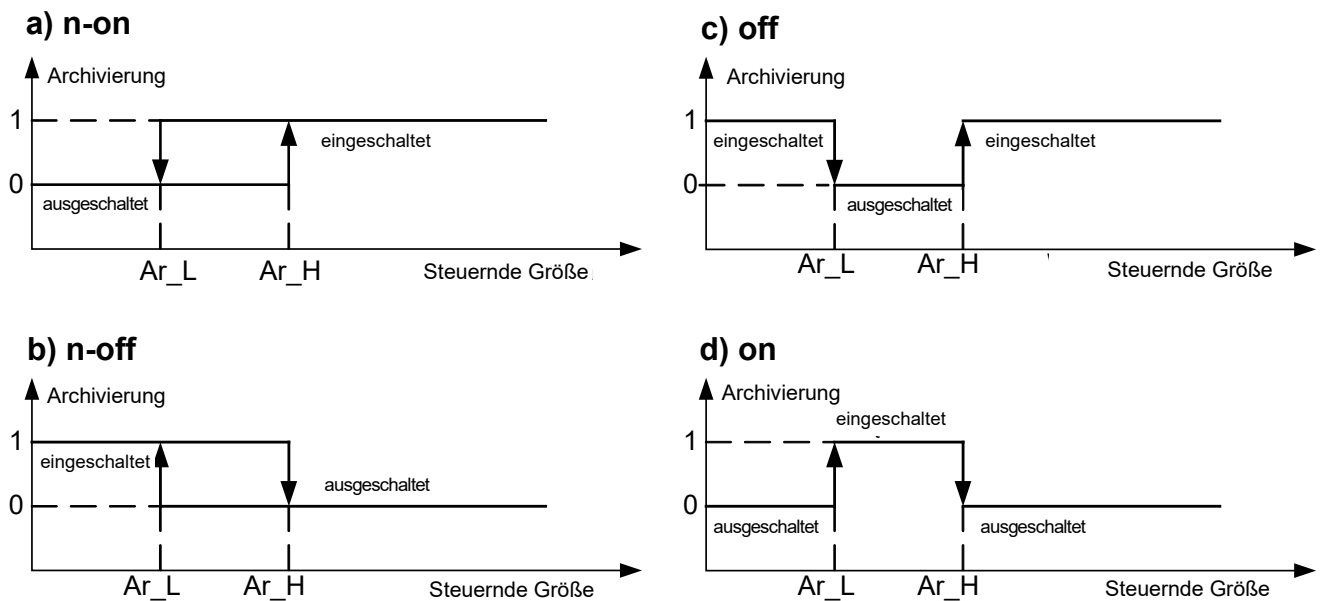 a) n-on
Archivierung
1
eingeschaltet
0
ausgeschaltet
Ar_L
Ar_H
Steuernde Größe
c) off
Archivierung
1
eingeschaltet
eingeschaltet
0
ausgeschaltet
Ar_L
Ar_H
Steuernde Größe
b) n-off
Archivierung
1
eingeschaltet
ausgeschaltet
0
Ar_L
Ar_H
Steuernde Größe
d) on
Archivierung
eingeschaltet
1
0
ausgeschaltet
ausgeschaltet
Ar_L
Ar_H
Steuernde Größe